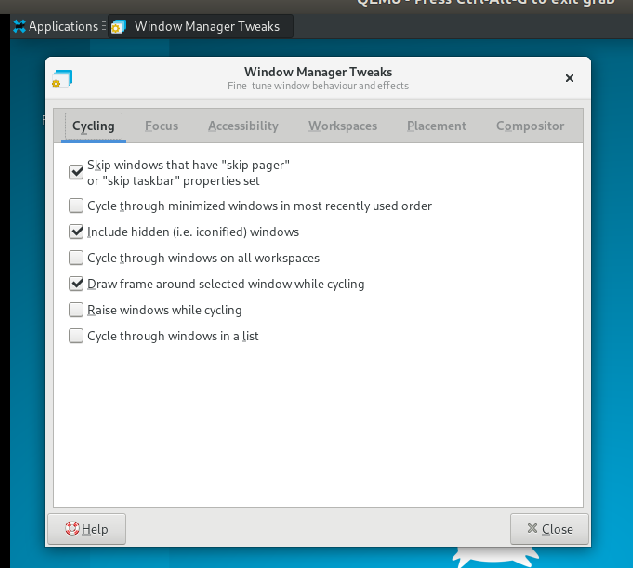 QEMU - Press Ctrl-Alt-G to exit grab
Applications
Window Manager Tweaks
Window Manager Tweaks
Fine-tune window behaviour and effects
Cycling Focus Accessibility Workspaces Placement Compositor
Skip windows that have "skip pager"
or "skip taskbar" properties set
Cycle through minimized windows in most recently used order
Include hidden (i.e. iconified) windows
Cycle through windows on all workspaces
Draw frame around selected window while cycling
Raise windows while cycling
Cycle through windows in a list
Help
Close